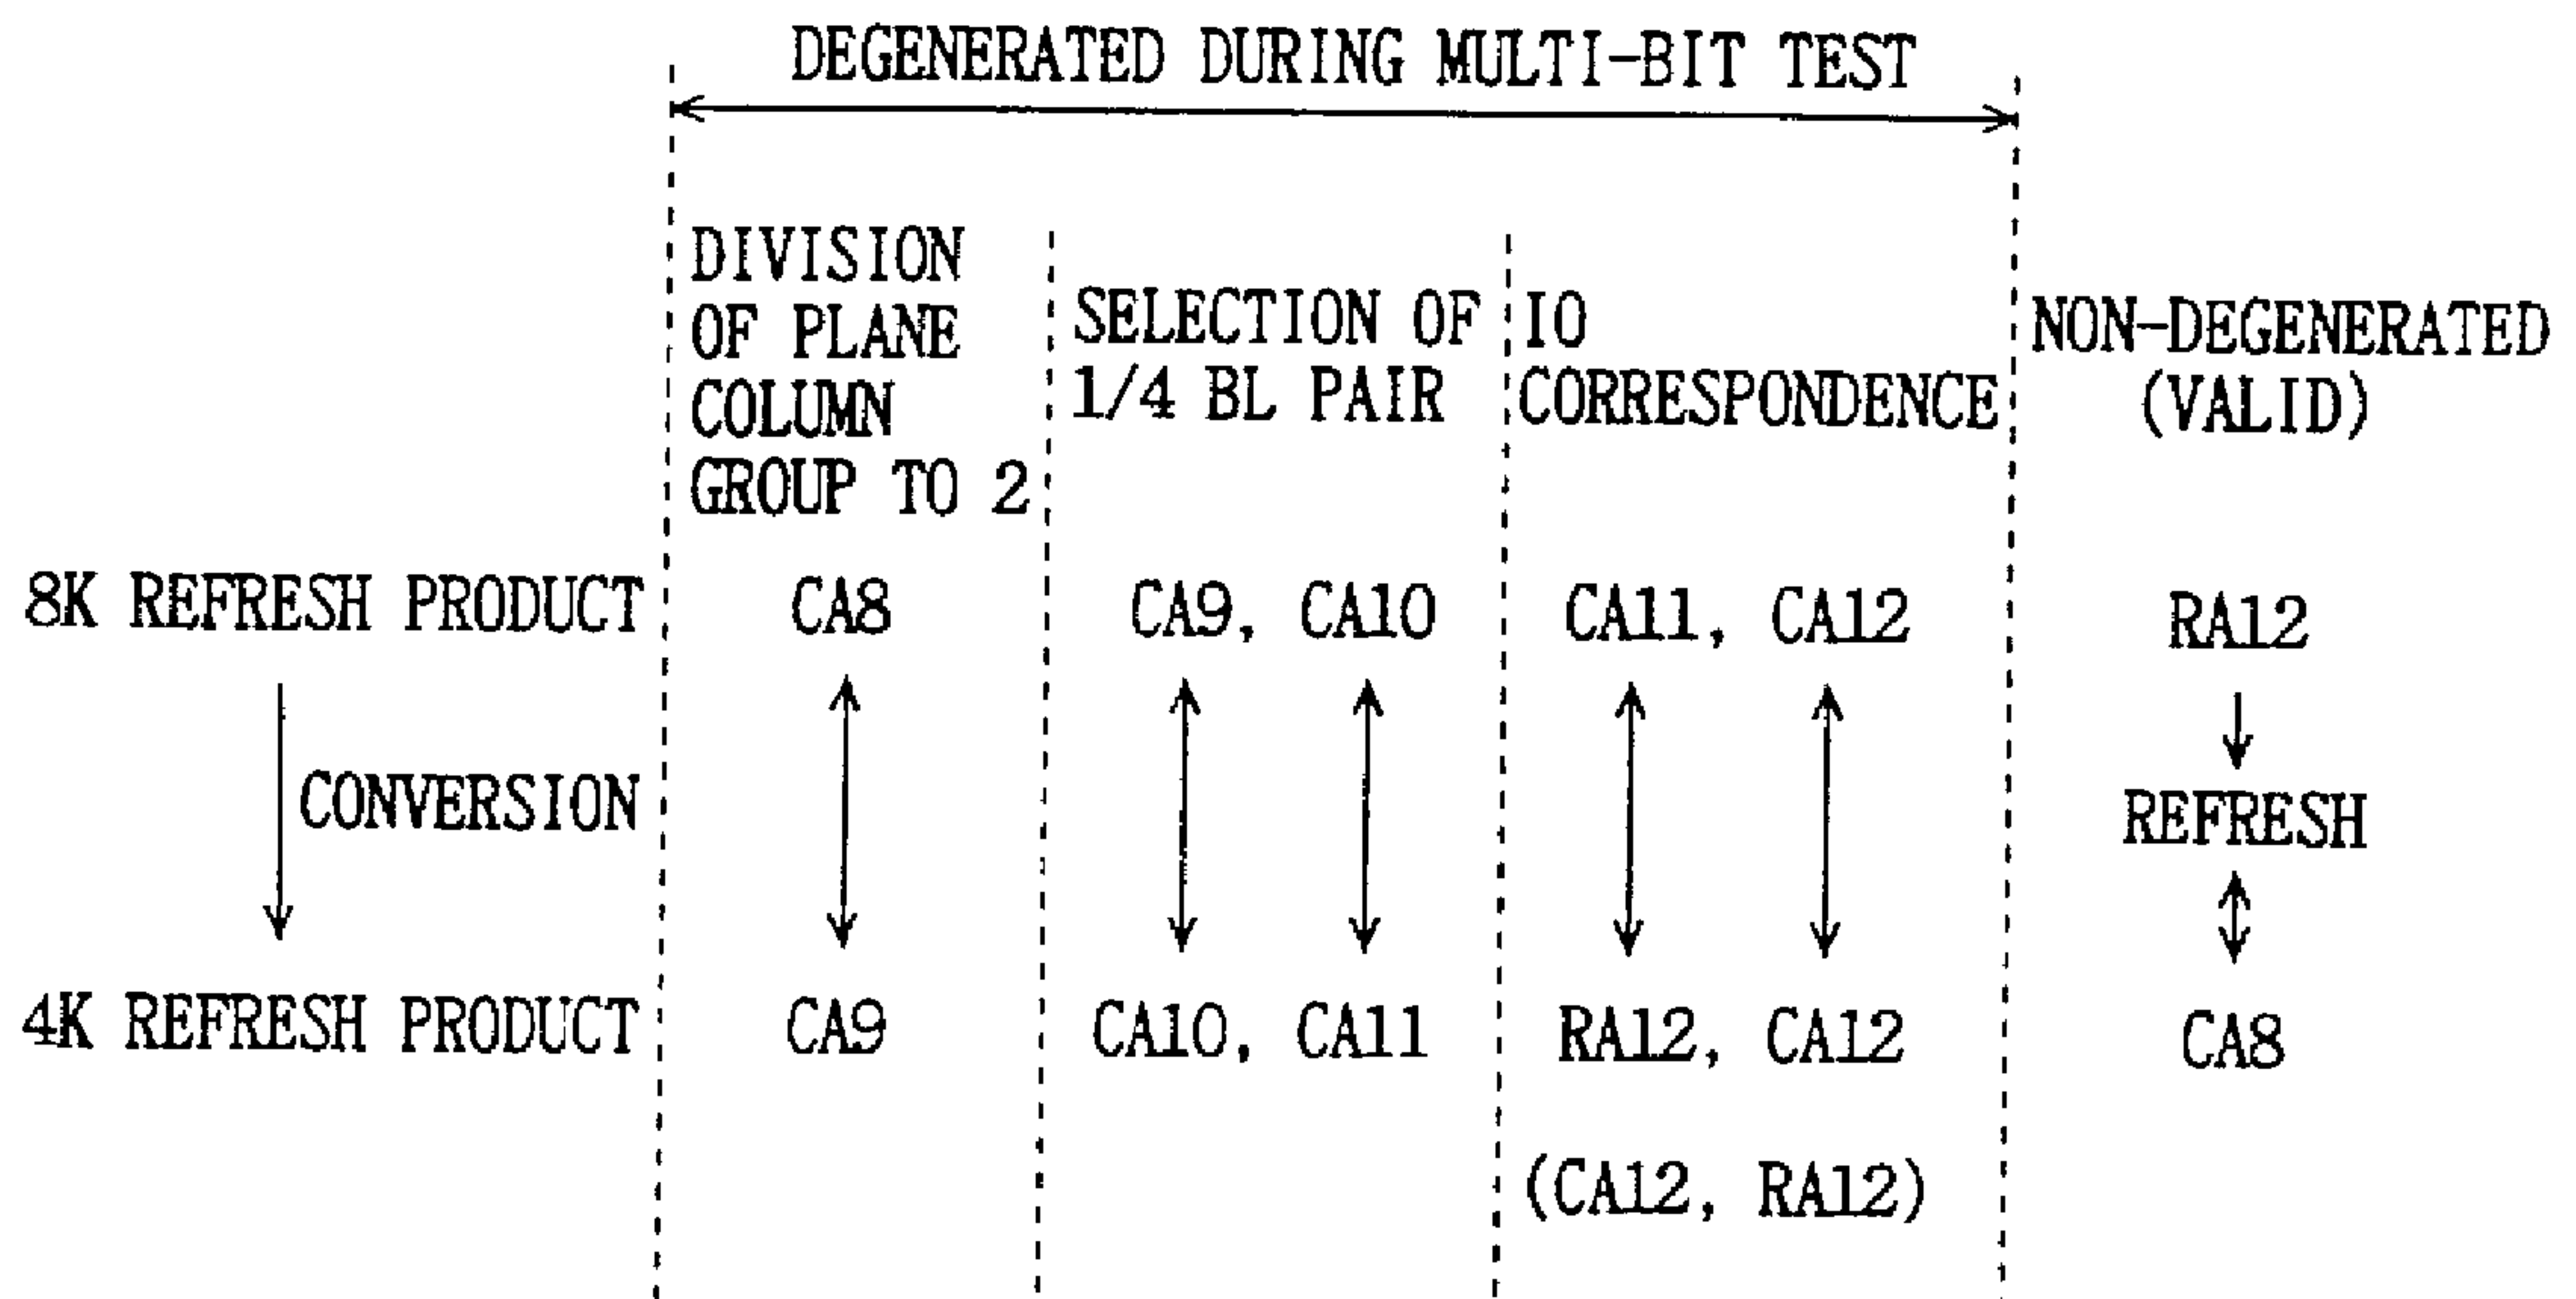 DEGENERATED DURING MULTI-BIT TEST
DIVISION
OF PLANE
COLUMN
GROUP TO 2
SELECTION OF
1/4 BL PAIR
IO
CORRESPONDENCE
NON-DEGENERATED
(VALID)
8K REFRESH PRODUCT CA8 CA9, CA10 CA11, CA12 RA12
CONVERSION REFRESH
4K REFRESH PRODUCT CA9 CA10, CA11 RA12, CA12 CA8
(CA12, RA12)